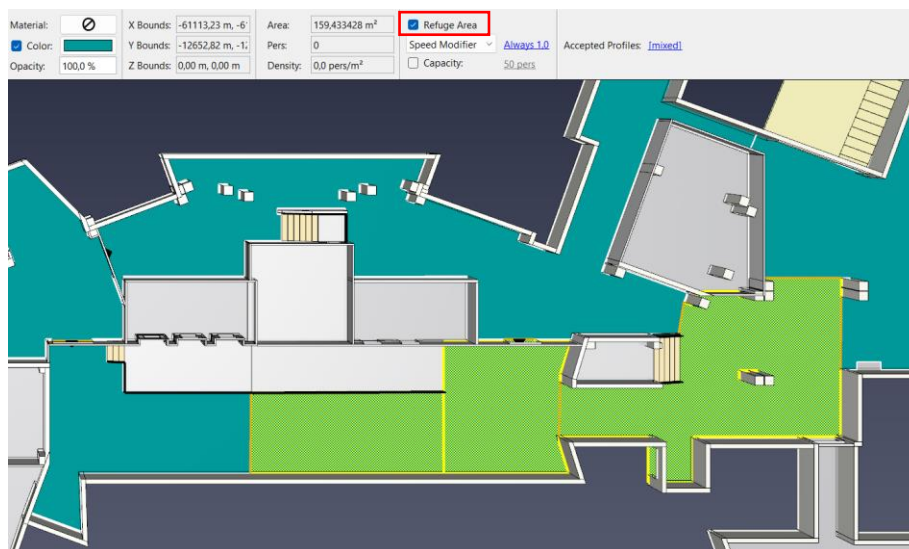 Material: X Bounds: -61113,23 m, -6 Area: 159,433428 m² Refuge Area
Color: Y Bounds: -12652,82 m, -1 Pers: 0 Speed Modifier Always 1.0 Accepted Profiles: [mixed]
Opacity: 100,0 % Z Bounds: 0,00 m, 0,00 m Density: 0,0 pers/m² Capacity: 50 pers